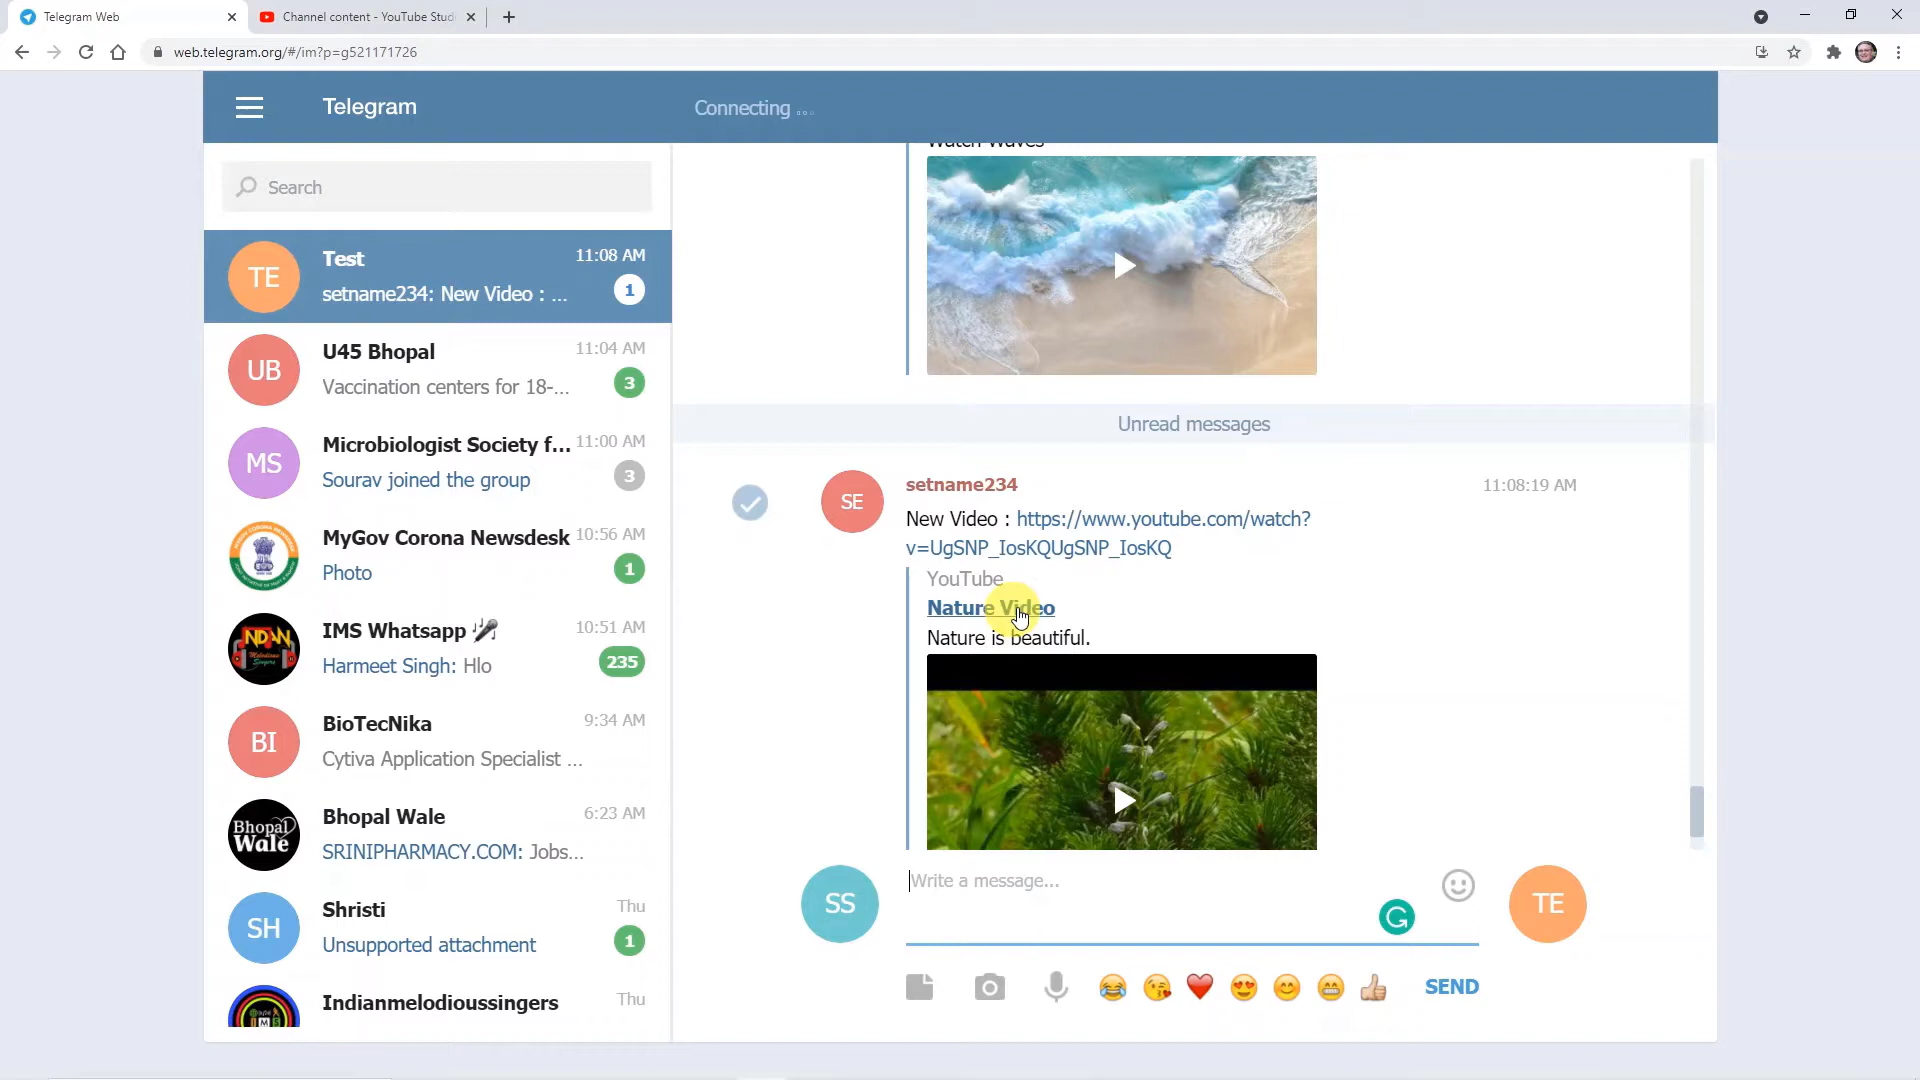 Telegram Web
Channel content - YouTube Studi
web.telegram.org/#/im?p=g521171726
Telegram
Connecting ...
Search
TE
Test
11:08 AM
setname234: New Video : ...
1
UB
U45 Bhopal
11:04 AM
Vaccination centers for 18-...
3
MS
Microbiologist Society f...
11:00 AM
Sourav joined the group
3
MyGov Corona Newsdesk
10:56 AM
Photo
1
IMS Whatsapp 🎤
10:51 AM
Harmeet Singh: Hlo
235
BI
BioTecNika
9:34 AM
Cytiva Application Specialist ...
Bhopal
Wale
Bhopal Wale
6:23 AM
SRINIPHARMACY.COM: Jobs...
SH
Shristi
Thu
Unsupported attachment
1
Indianmelodioussingers
Thu
Watch Waves
Unread messages
SE
setname234
11:08:19 AM
New Video : https://www.youtube.com/watch?
v=UgSNP_IosKQUgSNP_IosKQ
YouTube
Nature Video
Nature is beautiful.
SS
Write a message...
TE
SEND